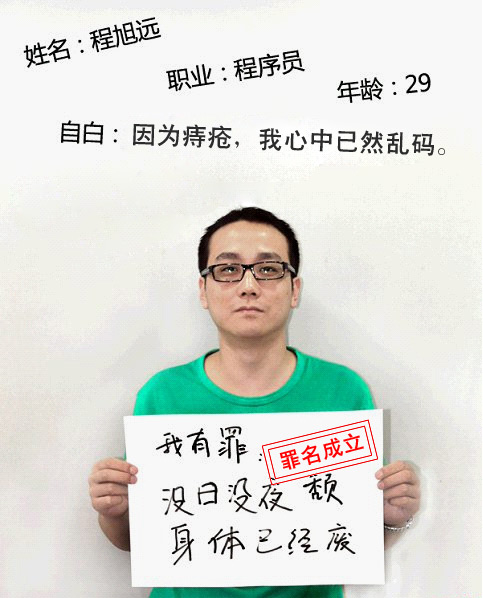 姓名：程旭远
职业：程序员
年龄：29
自白：因为痔疮，我心中已然乱码。
我有罪：
罪名成立
没日没夜颓
身体已经废